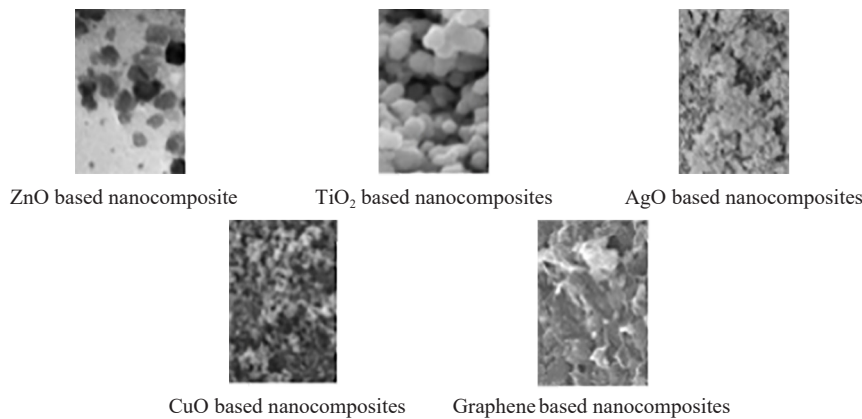 ZnO based nanocomposite
TiO₂ based nanocomposites
AgO based nanocomposites
CuO based nanocomposites
Graphene based nanocomposites